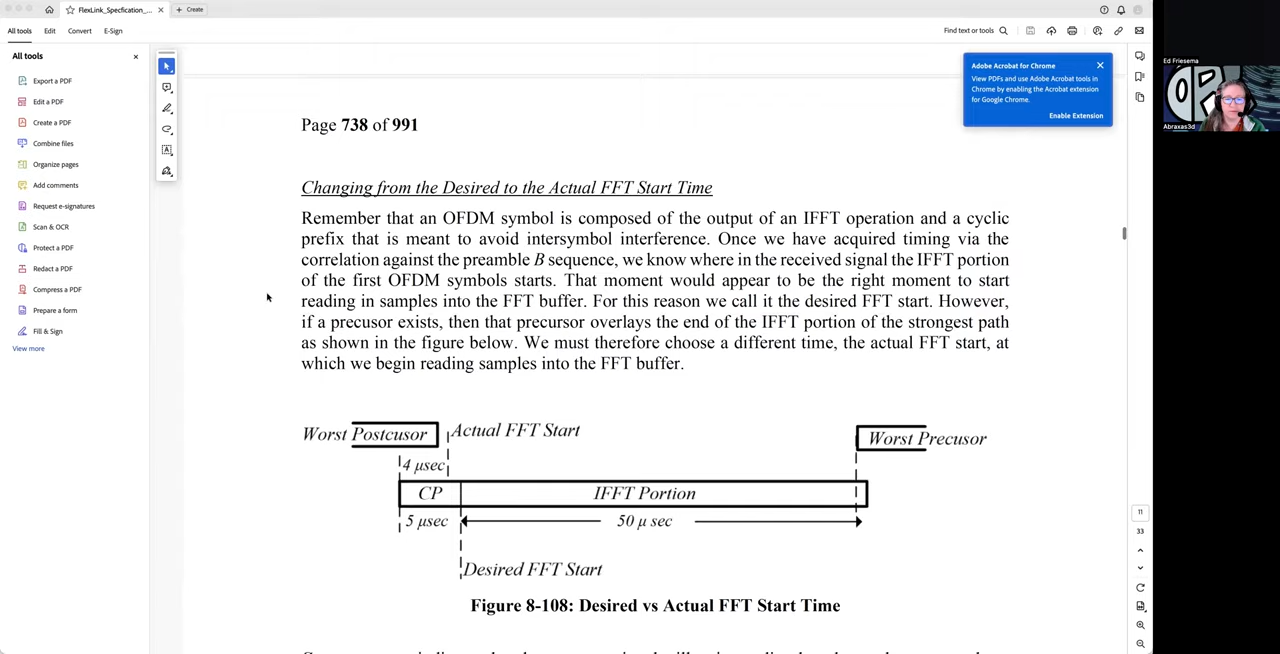 FlexLink_Specfication_...
Create
All tools
Edit
Convert
E-Sign
Find text or tools
All tools
Export a PDF
Edit a PDF
Create a PDF
Combine files
Organize pages
Add comments
Request e-signatures
Scan & OCR
Protect a PDF
Redact a PDF
Compress a PDF
Prepare a form
Fill & Sign
View more
Adobe Acrobat for Chrome
View PDFs and use Adobe Acrobat tools in
Chrome by enabling the Acrobat extension
for Google Chrome.
Enable Extension
Page 738 of 991
Changing from the Desired to the Actual FFT Start Time
Remember that an OFDM symbol is composed of the output of an IFFT operation and a cyclic
prefix that is meant to avoid intersymbol interference. Once we have acquired timing via the
correlation against the preamble B sequence, we know where in the received signal the IFFT portion
of the first OFDM symbols starts. That moment would appear to be the right moment to start
reading in samples into the FFT buffer. For this reason we call it the desired FFT start. However,
if a precusor exists, then that precursor overlays the end of the IFFT portion of the strongest path
as shown in the figure below. We must therefore choose a different time, the actual FFT start, at
which we begin reading samples into the FFT buffer.
Worst Postcusor
Actual FFT Start
Worst Precusor
4 µsec
CP
IFFT Portion
5 µsec
50 µ sec
Desired FFT Start
Figure 8-108: Desired vs Actual FFT Start Time
11
33
Ed Friesema
Abraxas3d